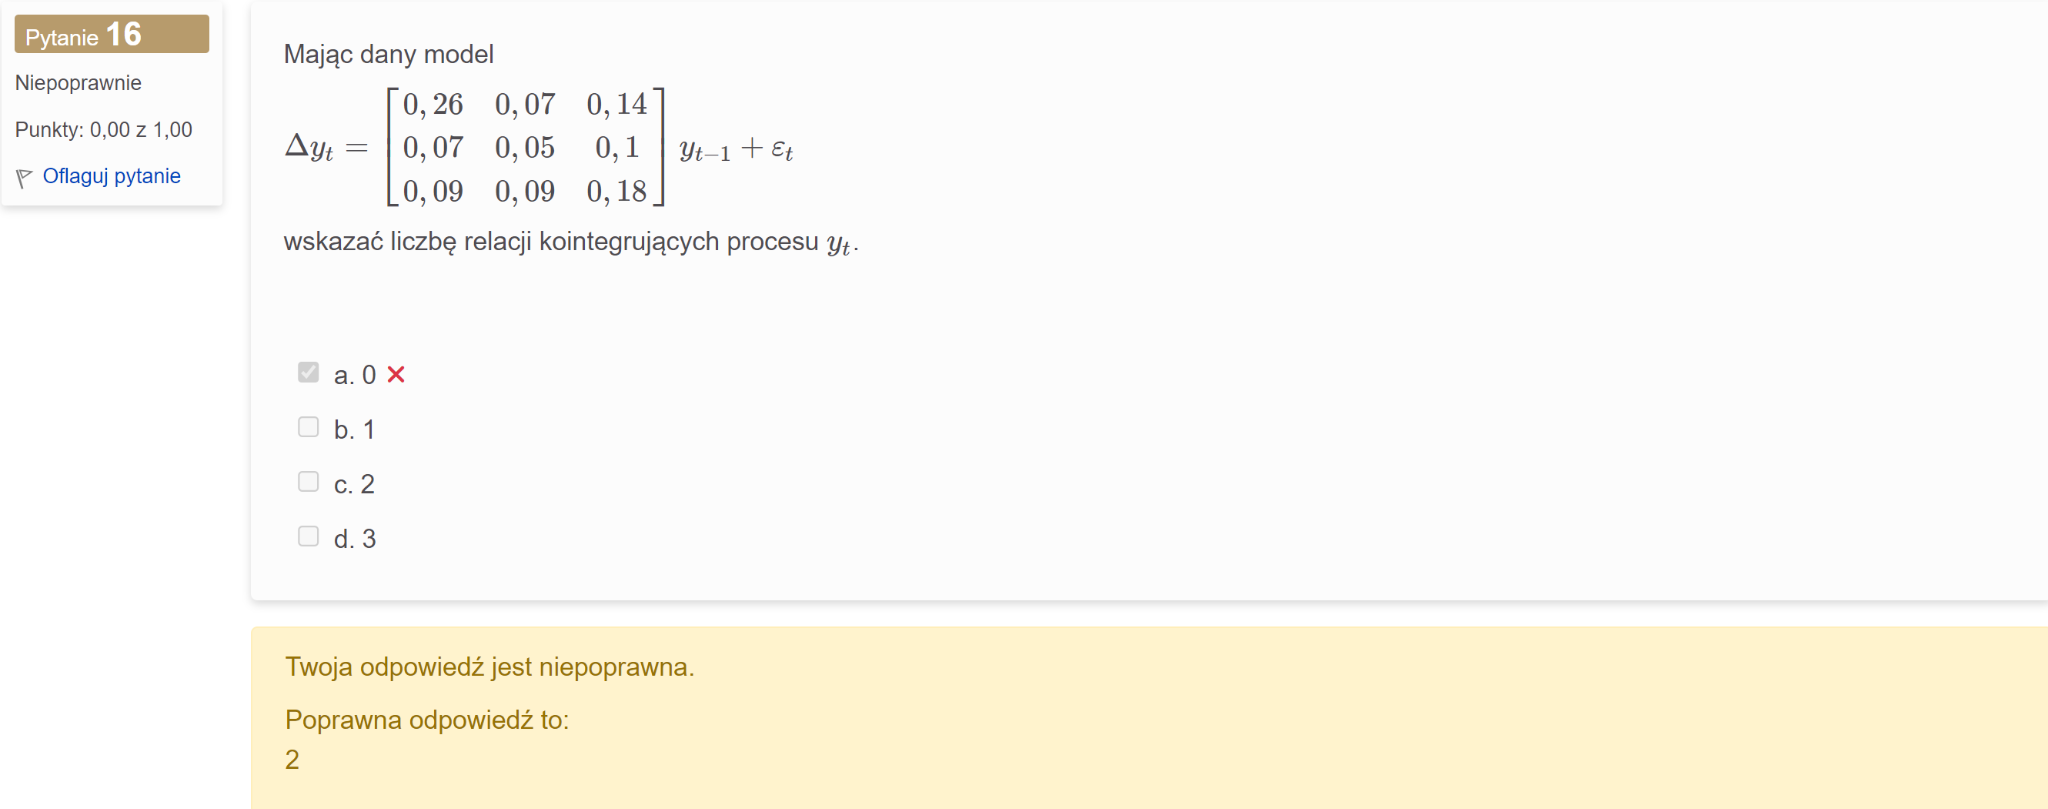 Pytanie 16
Niepoprawnie
Punkty: 0,00 z 1,00
Oflaguj pytanie
Mając dany model
Δy_t = [0,26 0,07 0,14
0,07 0,05 0,1
0,09 0,09 0,18] y_{t−1} + ε_t
wskazać liczbę relacji kointegrujących procesu y_t.
a. 0
b. 1
c. 2
d. 3
Twoja odpowiedź jest niepoprawna.
Poprawna odpowiedź to:
2